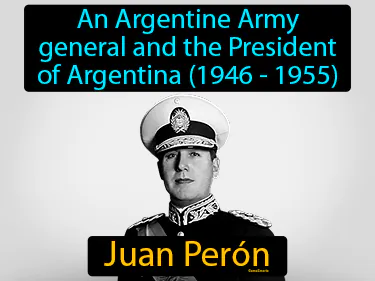 An Argentine Army
general and the President
of Argentina (1946 - 1955)
Juan Perón